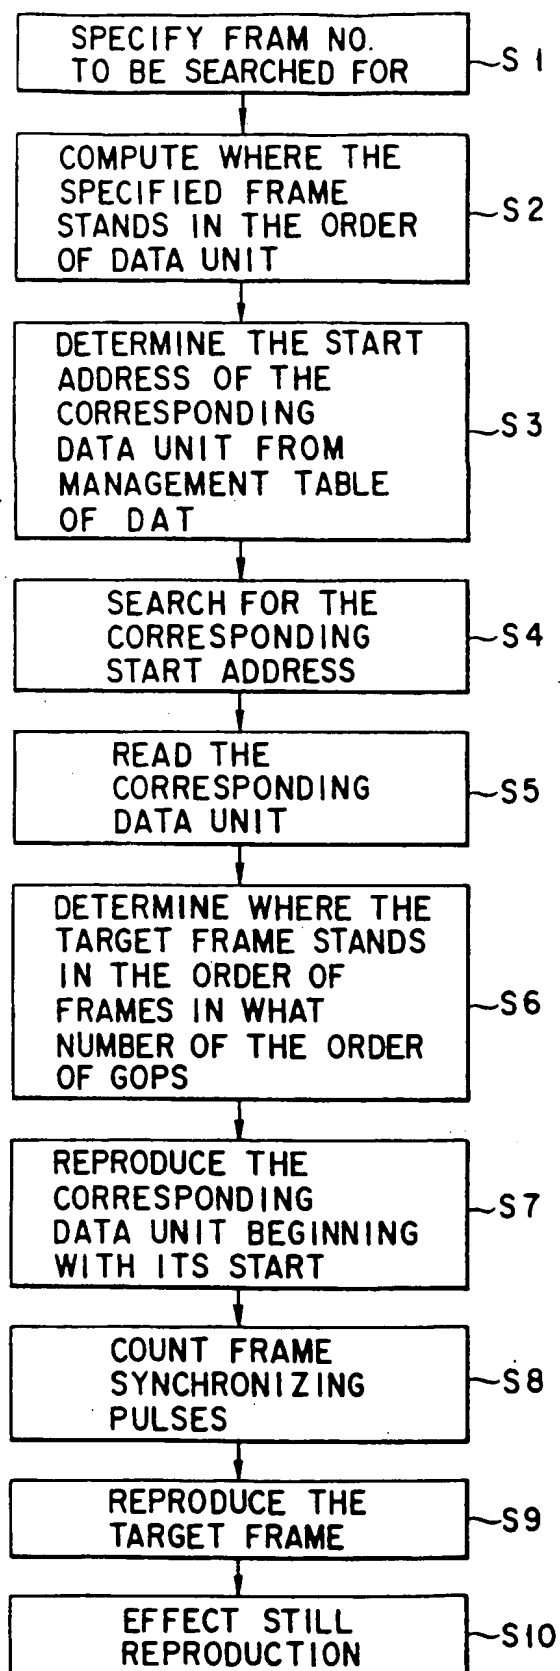 SPECIFY FRAM NO.
TO BE SEARCHED FOR
S1
COMPUTE WHERE THE
SPECIFIED FRAME
STANDS IN THE ORDER
OF DATA UNIT
S2
DETERMINE THE START
ADDRESS OF THE
CORRESPONDING
DATA UNIT FROM
MANAGEMENT TABLE
OF DAT
S3
SEARCH FOR THE
CORRESPONDING
START ADDRESS
S4
READ THE
CORRESPONDING
DATA UNIT
S5
DETERMINE WHERE THE
TARGET FRAME STANDS
IN THE ORDER OF
FRAMES IN WHAT
NUMBER OF THE ORDER
OF GOPS
S6
REPRODUCE THE
CORRESPONDING
DATA UNIT BEGINNING
WITH ITS START
S7
COUNT FRAME
SYNCHRONIZING
PULSES
S8
REPRODUCE THE
TARGET FRAME
S9
EFFECT STILL
REPRODUCTION
S10